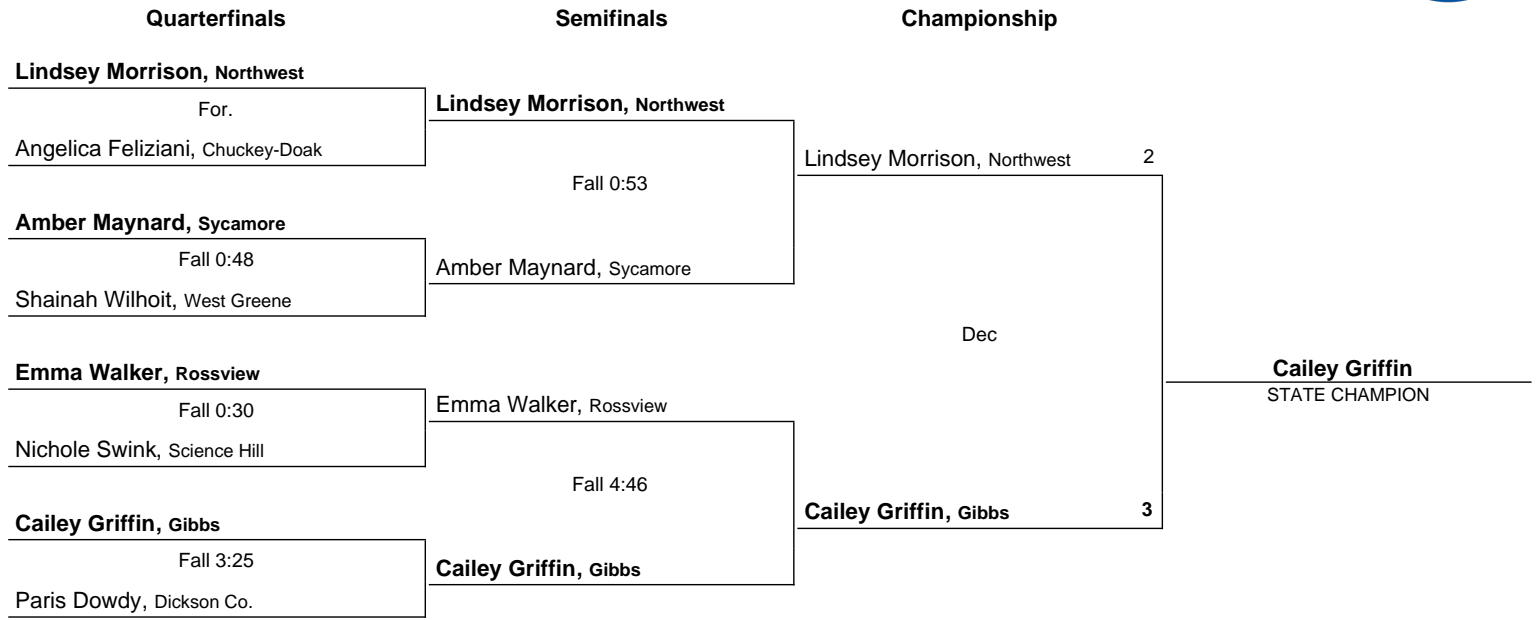 Quarterfinals
Semifinals
Championship
Lindsey Morrison, Northwest
For.
Angelica Feliziani, Chuckey-Doak
Amber Maynard, Sycamore
Fall 0:48
Shainah Wilhoit, West Greene
Emma Walker, Rossview
Fall 0:30
Nichole Swink, Science Hill
Cailey Griffin, Gibbs
Fall 3:25
Paris Dowdy, Dickson Co.
Lindsey Morrison, Northwest
Fall 0:53
Amber Maynard, Sycamore
Emma Walker, Rossview
Fall 4:46
Cailey Griffin, Gibbs
Lindsey Morrison, Northwest 2
Dec
Cailey Griffin, Gibbs 3
Cailey Griffin
STATE CHAMPION